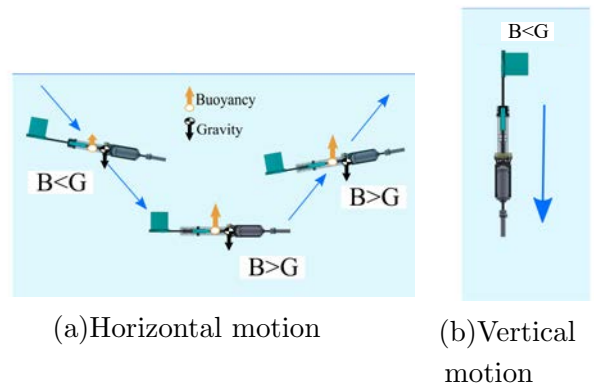 Buoyancy
Gravity
B<G
B>G
B>G
(a)Horizontal motion
B<G
(b)Vertical
motion